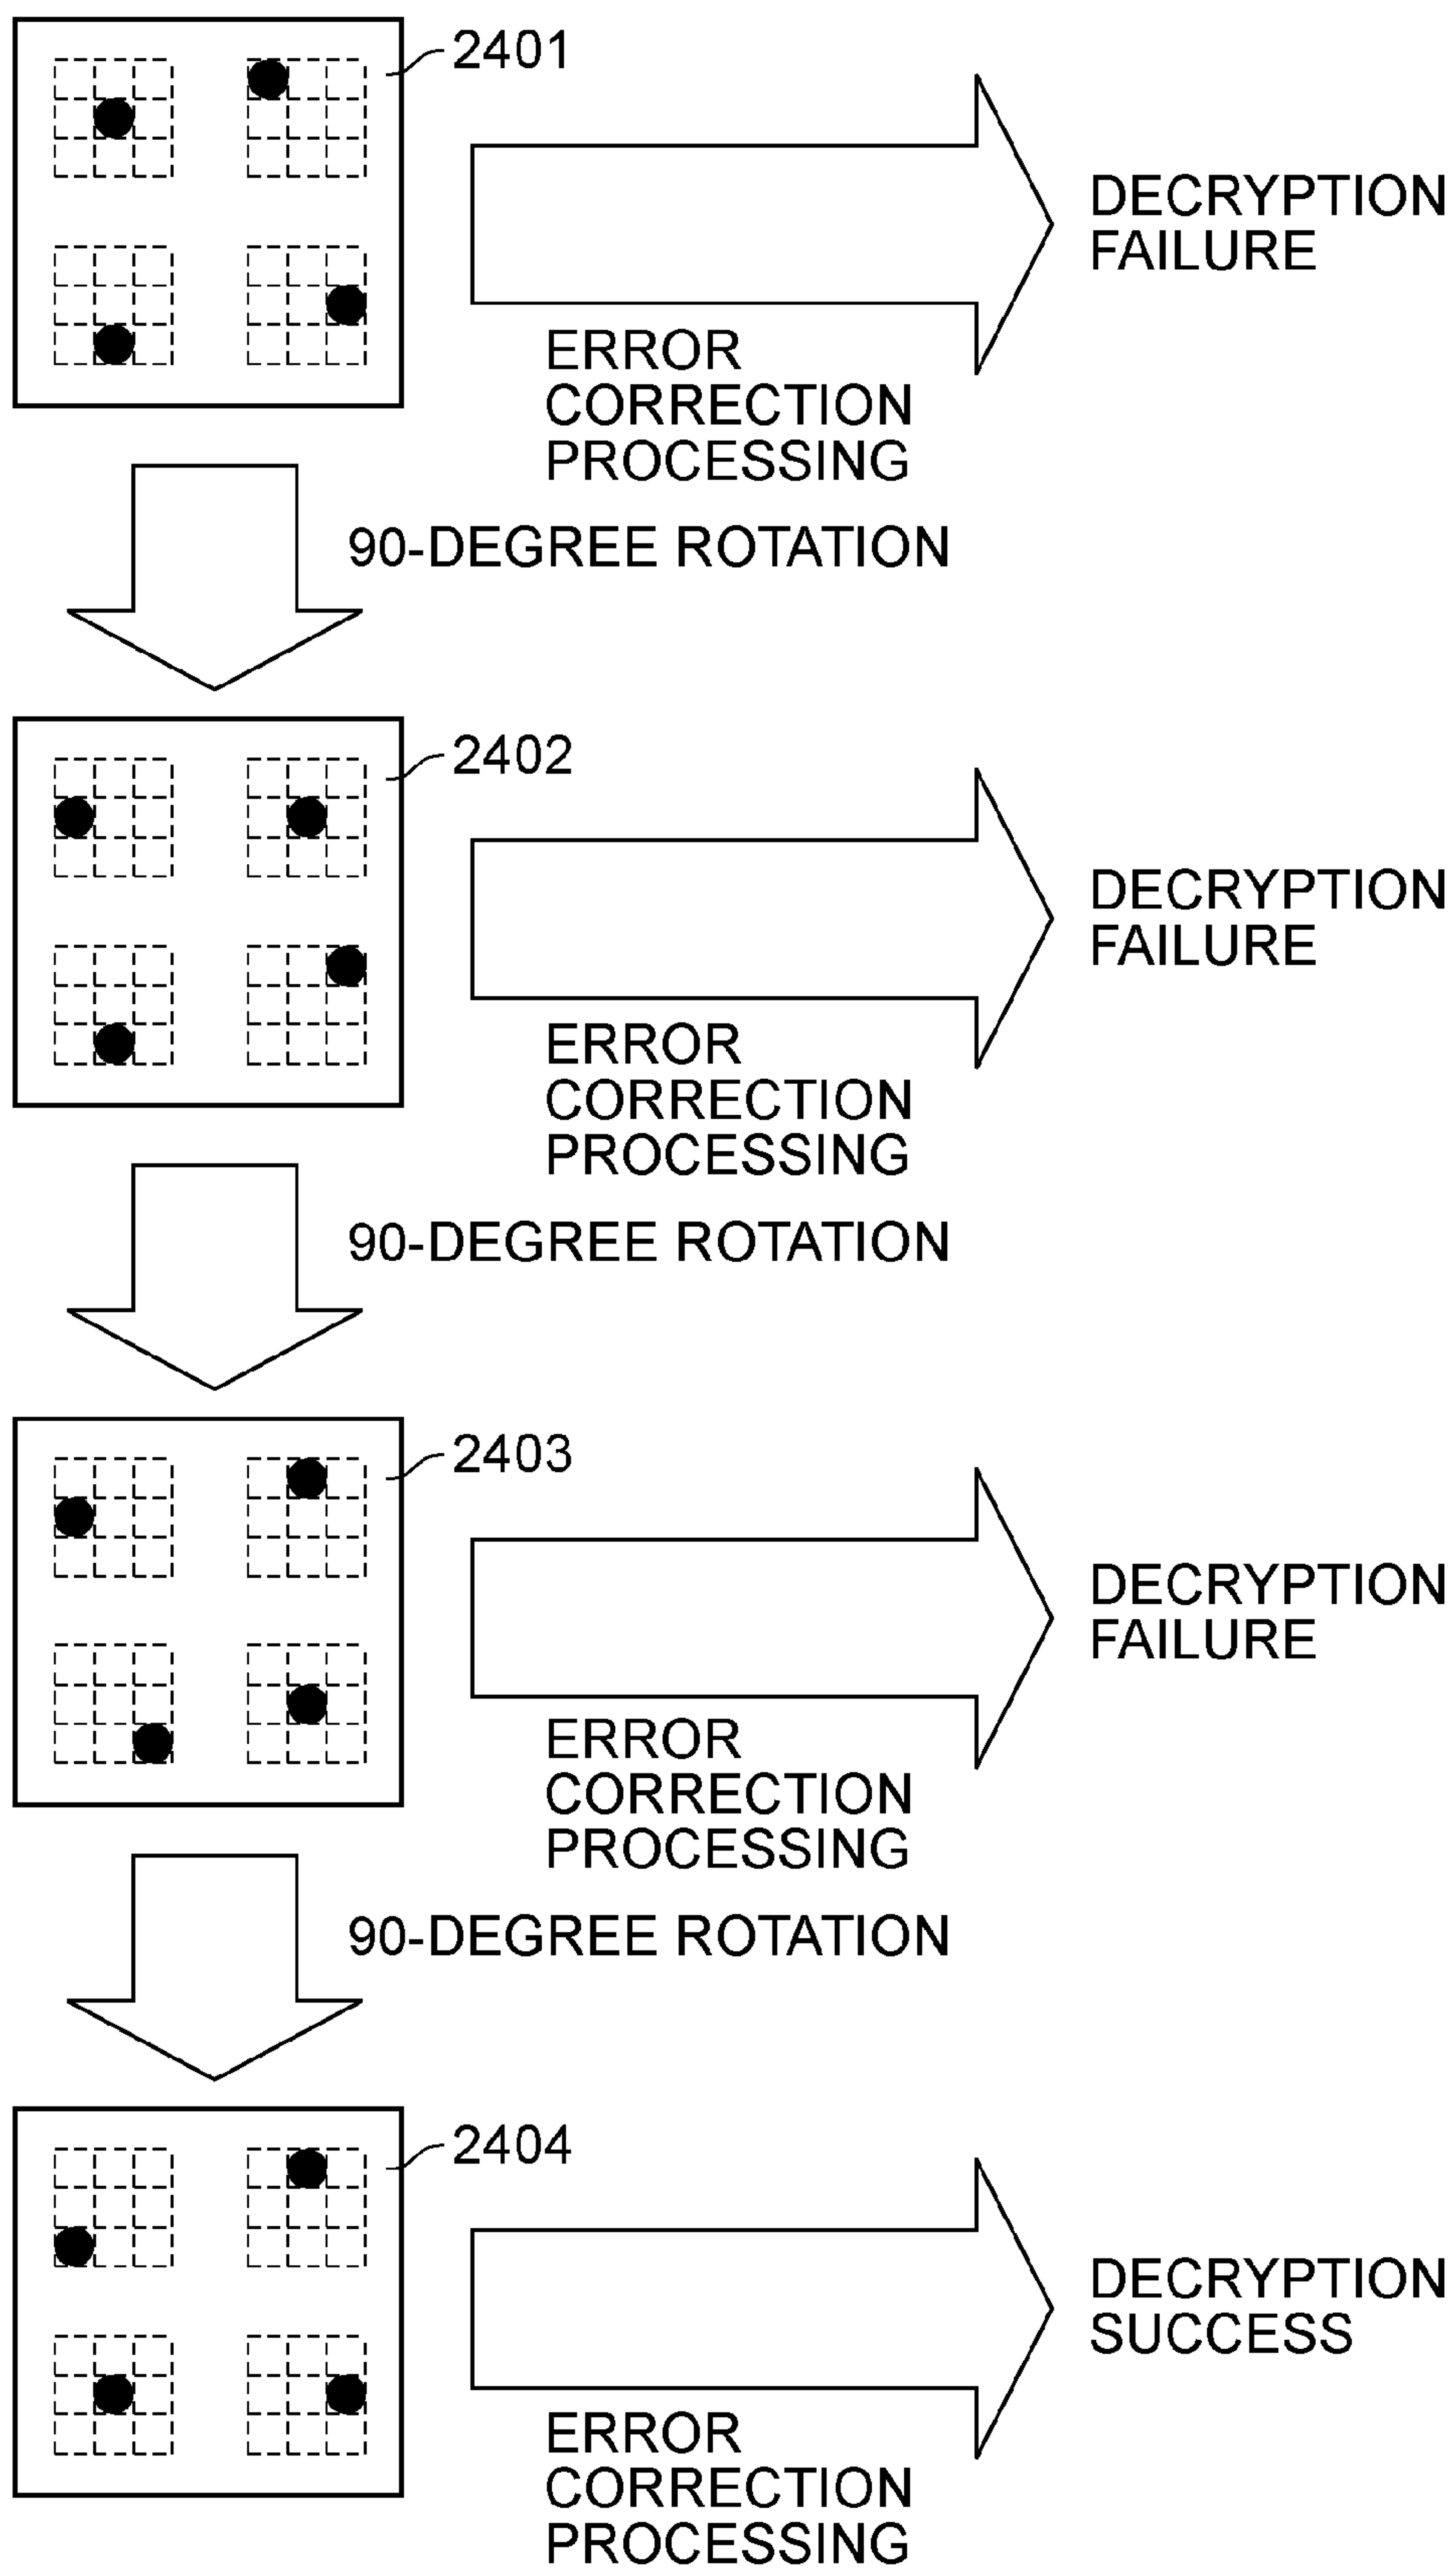 2401
DECRYPTION
FAILURE
ERROR
CORRECTION
PROCESSING
90-DEGREE ROTATION
2402
DECRYPTION
FAILURE
ERROR
CORRECTION
PROCESSING
90-DEGREE ROTATION
2403
DECRYPTION
FAILURE
ERROR
CORRECTION
PROCESSING
90-DEGREE ROTATION
2404
DECRYPTION
SUCCESS
ERROR
CORRECTION
PROCESSING